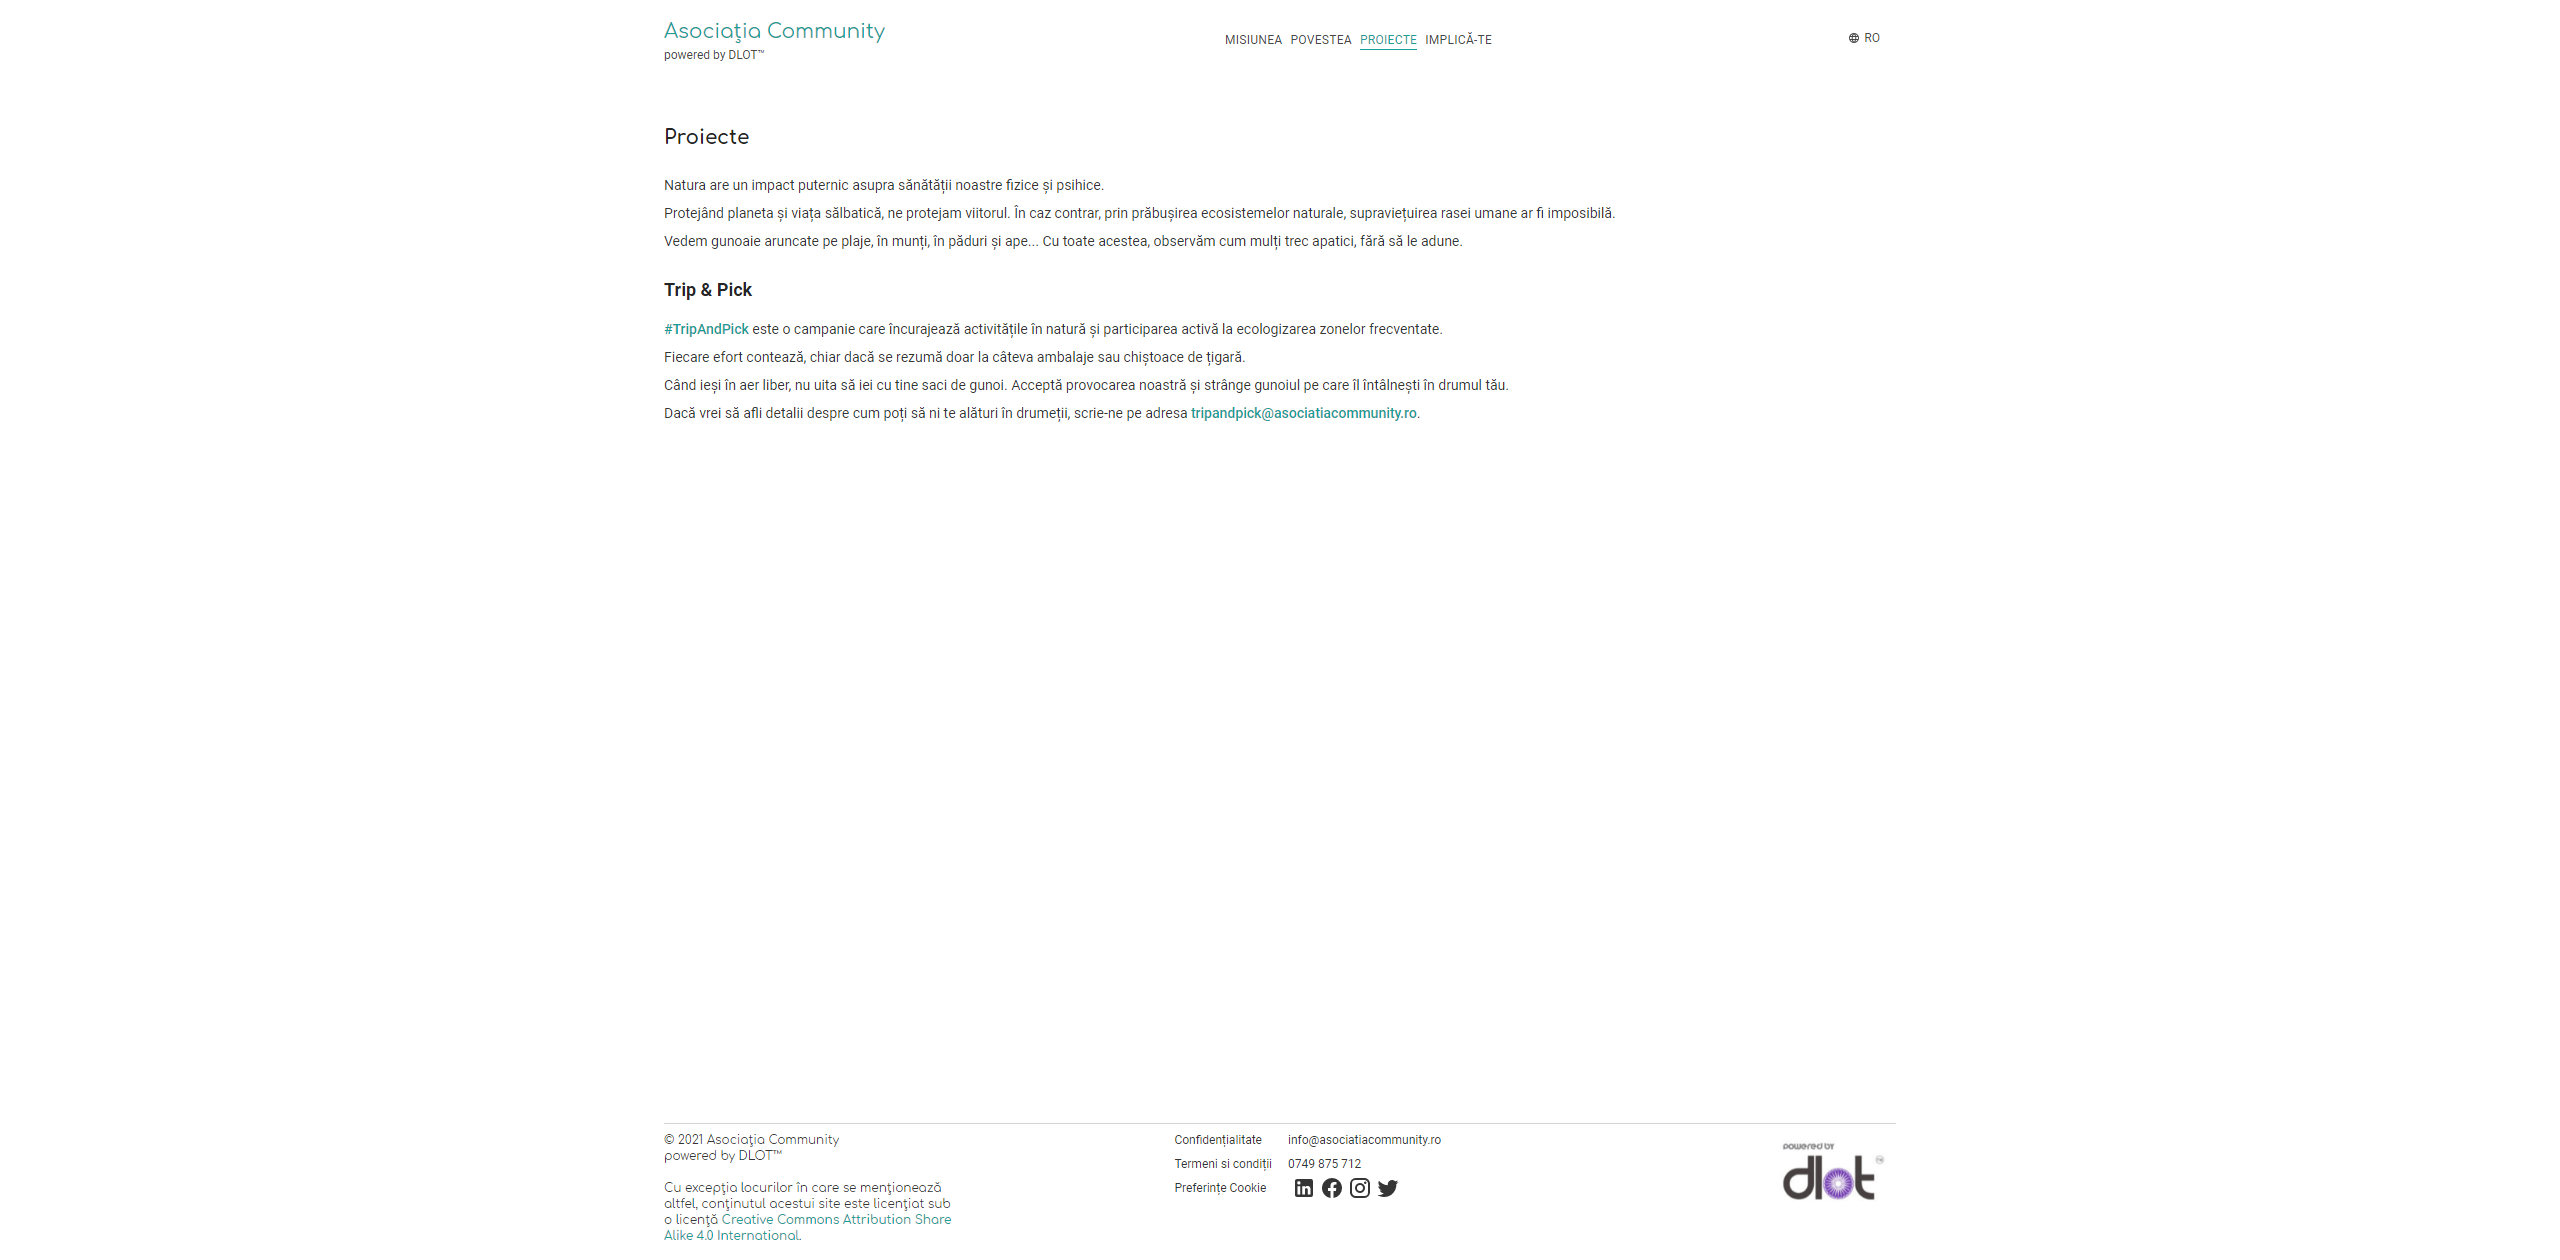 Asociația Community
powered by DLOT™
MISIUNEA POVESTEA PROIECTE IMPLICĂ-TE
RO
Proiecte
Natura are un impact puternic asupra sănătății noastre fizice și psihice.
Protejând planeta și viața sălbatică, ne protejam viitorul. În caz contrar, prin prăbușirea ecosistemelor naturale, supraviețuirea rasei umane ar fi imposibilă.
Vedem gunoaie aruncate pe plaje, în munți, în păduri și ape... Cu toate acestea, observăm cum mulți trec apatici, fără să le adune.
Trip & Pick
#TripAndPick este o campanie care încurajează activitățile în natură și participarea activă la ecologizarea zonelor frecventate.
Fiecare efort contează, chiar dacă se rezumă doar la câteva ambalaje sau chiștoace de țigară.
Când ieși în aer liber, nu uita să iei cu tine saci de gunoi. Acceptă provocarea noastră și strânge gunoiul pe care îl întâlnești în drumul tău.
Dacă vrei să afli detalii despre cum poți să ni te alături în drumeții, scrie-ne pe adresa tripandpick@asociatiacommunity.ro.
© 2021 Asociația Community
powered by DLOT™
Cu excepția locurilor în care se menționează
altfel, conținutul acestui site este licențiat sub
o licență Creative Commons Attribution Share
Alike 4.0 International.
Confidențialitate
Termeni si condiții
Preferințe Cookie
info@asociatiacommunity.ro
0749 875 712
powered by
dlot